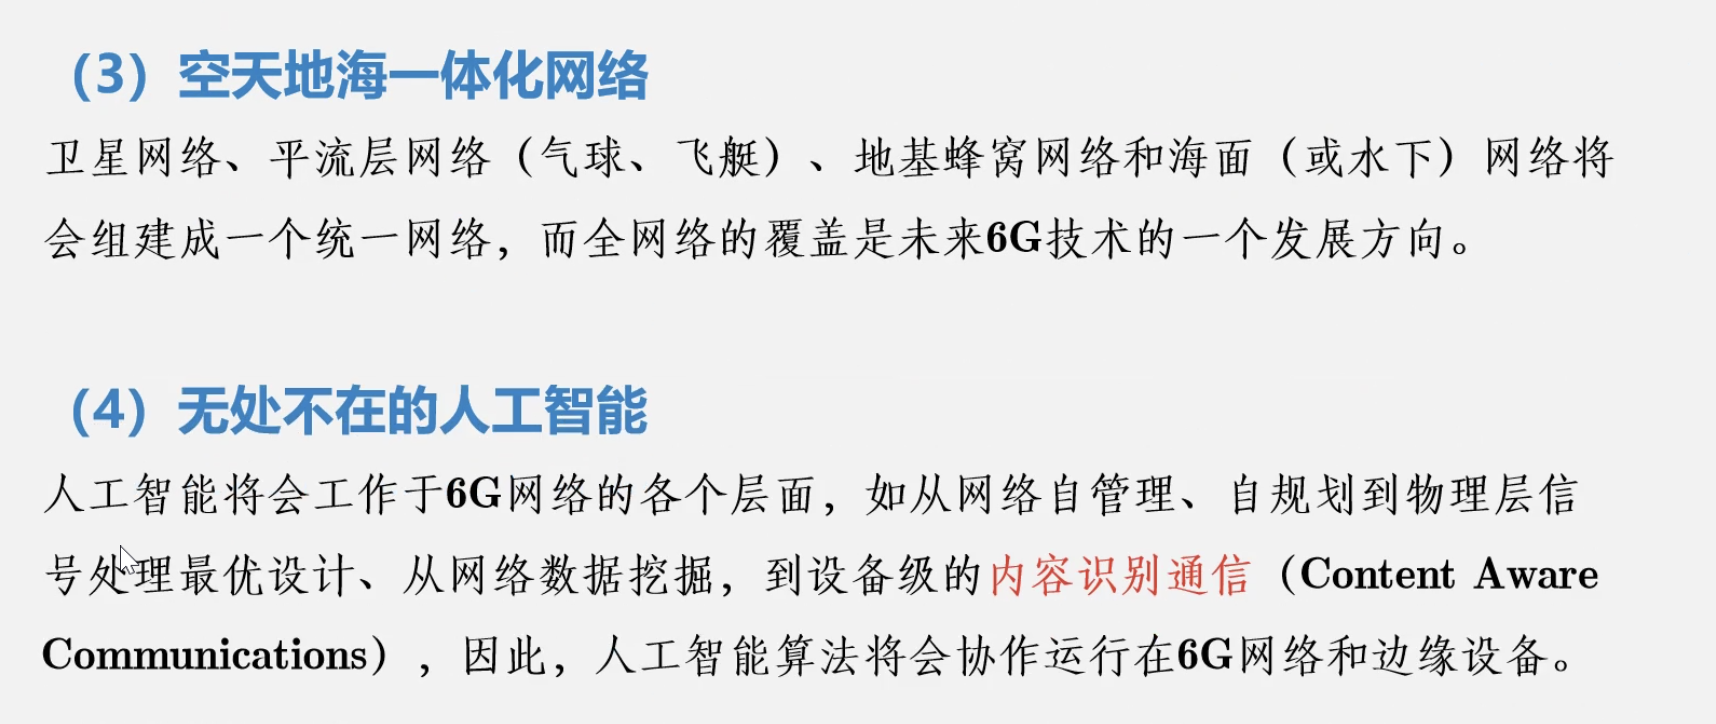 （3）空天地海一体化网络
卫星网络、平流层网络（气球、飞艇）、地基蜂窝网络和海面（或水下）网络将
会组建成一个统一网络，而全网络的覆盖是未来6G技术的一个发展方向。
（4）无处不在的人工智能
人工智能将会工作于6G网络的各个层面，如从网络自管理、自规划到物理层信
号处理最优设计、从网络数据挖掘，到设备级的内容识别通信（Content Aware
Communications），因此，人工智能算法将会协作运行在6G网络和边缘设备。